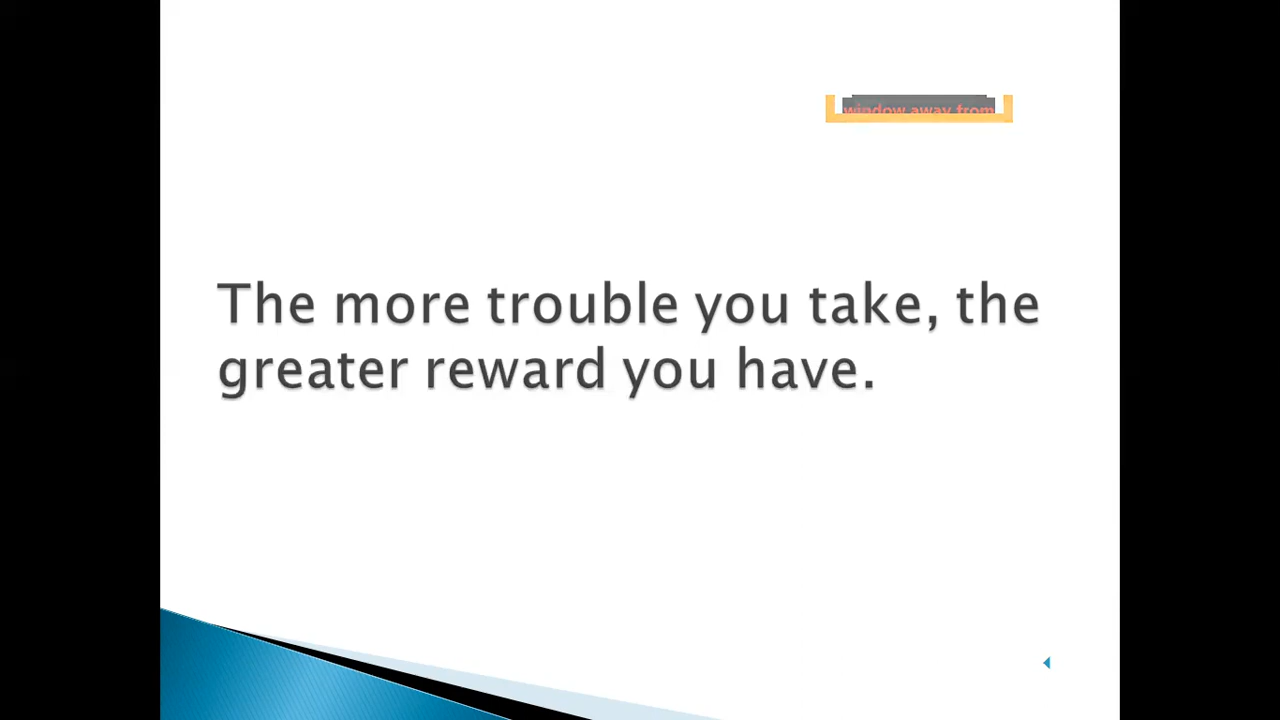 window away from
The more trouble you take, the
greater reward you have.